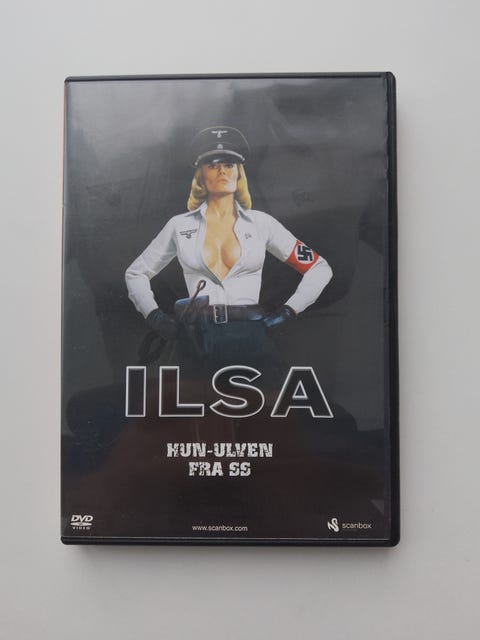 ILSA
HUN-ULVEN
FRA SS
DVD
VIDEO
www.scanbox.com
scanbox